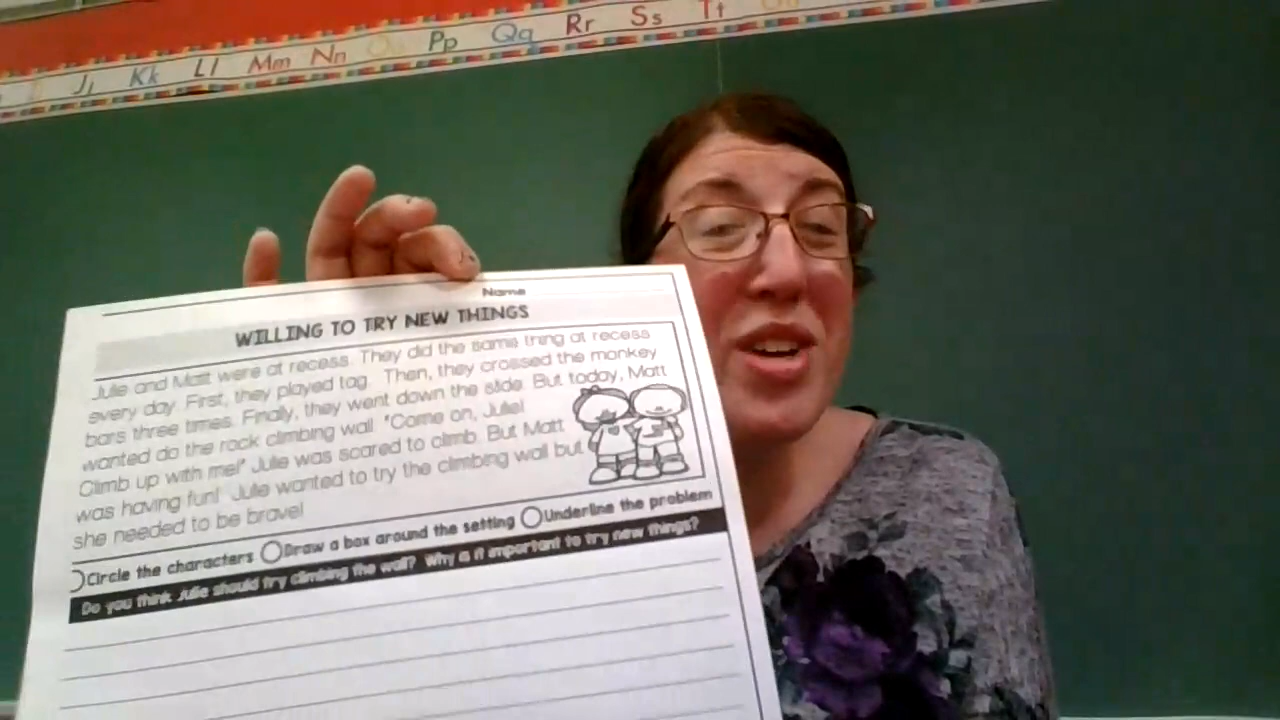 Jj Kk Ll Mm Nn Oo Pp Qq Rr Ss Tt Uu
Name
WILLING TO TRY NEW THINGS
Julie and Matt were at recess. They did the same thing at recess
every day. First, they played tag. Then, they crossed the monkey
bars three times. Finally, they went down the slide. But today, Matt
wanted do the rock climbing wall. "Come on, Julie!
Climb up with me!" Julie was scared to climb. But Matt
was having fun! Julie wanted to try the climbing wall but
she needed to be brave!
Circle the characters Draw a box around the setting Underline the problem
Do you think Julie should try climbing the wall? Why is it important to try new things?